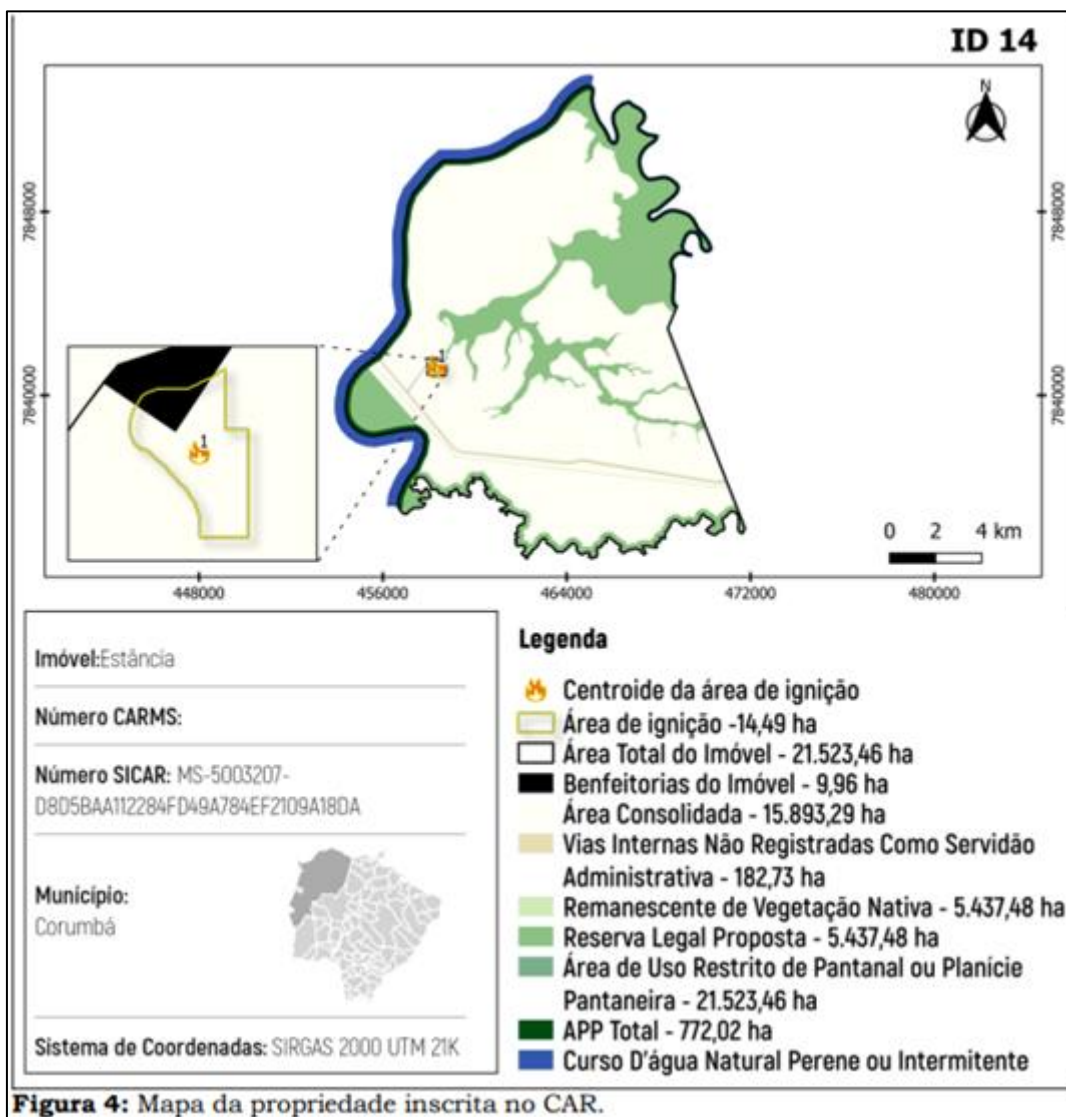 ID 14
N
7848000
7848000
1
1
7840000
7840000
0 2 4 km
448000 456000 464000 472000 480000
Imóvel:Estância
Número CARMS:
Número SICAR: MS-5003207-
D8D5BAA112284FD49A784EF2109A18DA
Município:
Corumbá
Sistema de Coordenadas: SIRGAS 2000 UTM 21K
Legenda
Centroide da área de ignição
Área de ignição -14,49 ha
Área Total do Imóvel - 21.523,46 ha
Benfeitorias do Imóvel - 9,96 ha
Área Consolidada - 15.893,29 ha
Vias Internas Não Registradas Como Servidão
Administrativa - 182,73 ha
Remanescente de Vegetação Nativa - 5.437,48 ha
Reserva Legal Proposta - 5.437,48 ha
Área de Uso Restrito de Pantanal ou Planície
Pantaneira - 21.523,46 ha
APP Total - 772,02 ha
Curso D'água Natural Perene ou Intermitente
Figura 4: Mapa da propriedade inscrita no CAR.